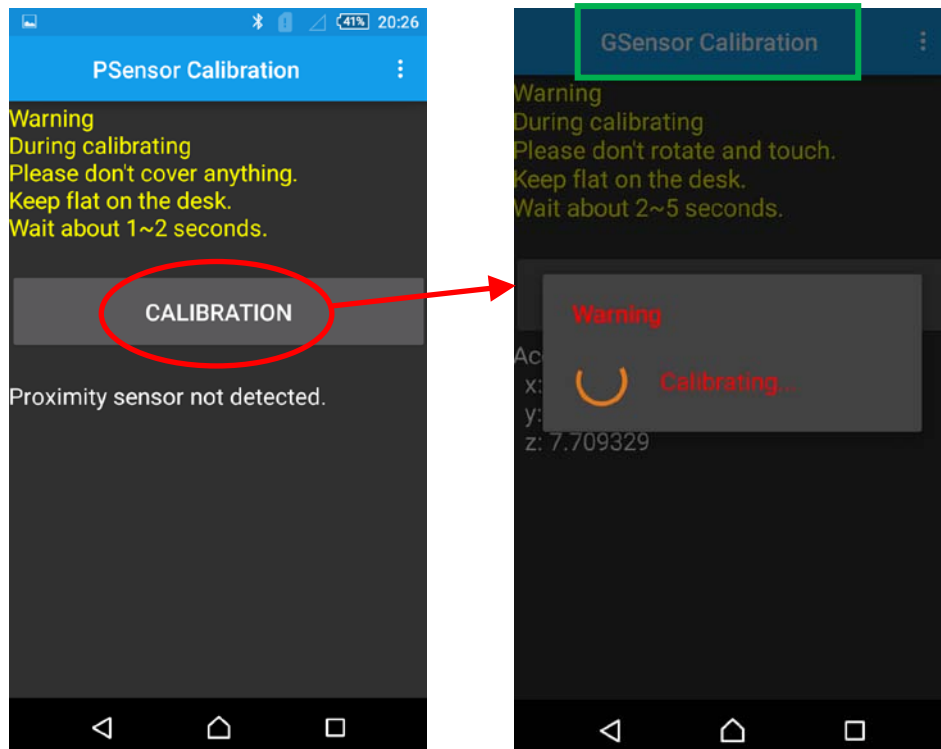 41% 20:26
PSensor Calibration
Warning
During calibrating
Please don't cover anything.
Keep flat on the desk.
Wait about 1~2 seconds.
CALIBRATION
Proximity sensor not detected.
GSensor Calibration
Warning
During calibrating
Please don't rotate and touch.
Keep flat on the desk.
Wait about 2~5 seconds.
Warning
Calibrating...
Ac
x:
y:
z: 7.709329